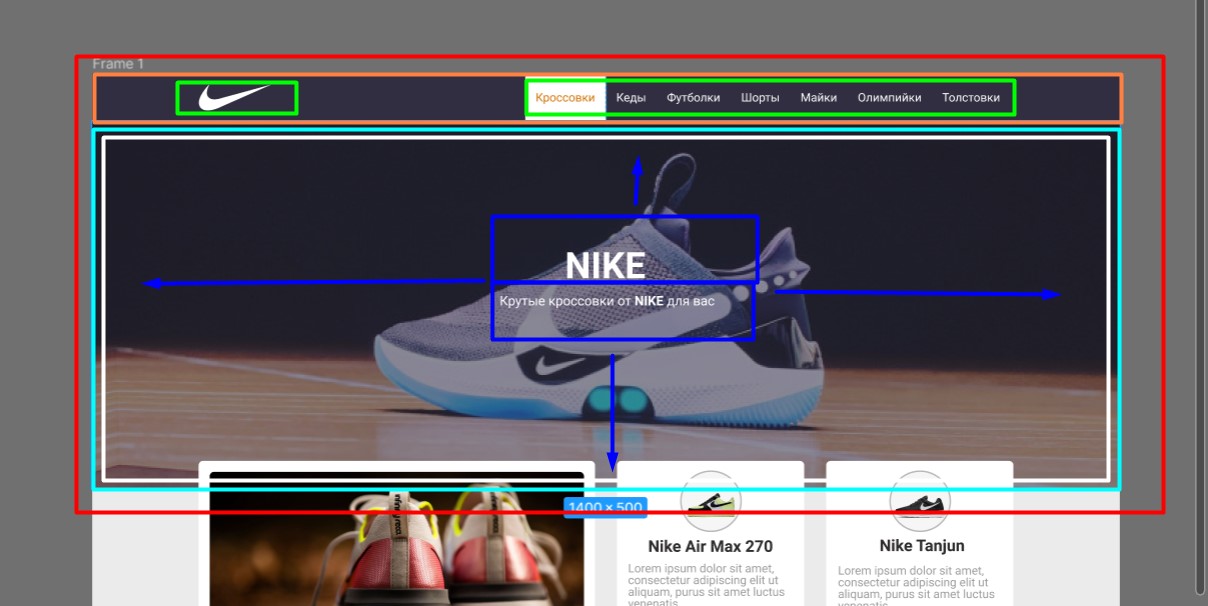 Frame 1
Кроссовки Кеды Футболки Шорты Майки Олимпийки Толстовки
NIKE
Крутые кроссовки от NIKE для вас
1400 × 500
Nike Air Max 270
Lorem ipsum dolor sit amet,
consectetur adipiscing elit ut
aliquam, purus sit amet luctus
venenatis
Nike Tanjun
Lorem ipsum dolor sit amet,
consectetur adipiscing elit ut
aliquam, purus sit amet luctus
venenatis